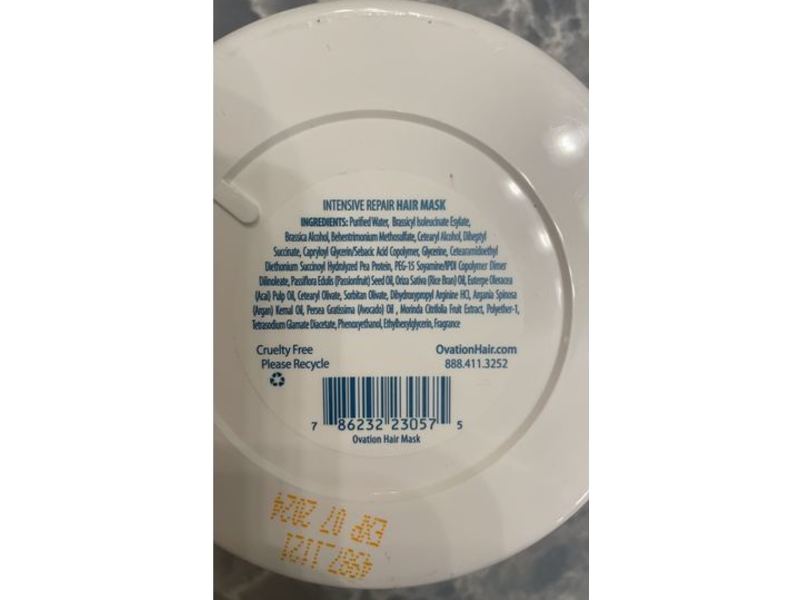 INTENSIVE REPAIR HAIR MASK
INGREDIENTS: Purified Water, Brassicyl Isoleucinate Esylate,
Brassica Alcohol, Behentrimonium Methosulfate, Cetearyl Alcohol, Diheptyl
Succinate, Capryloyl Glycerin/Sebacic Acid Copolymer, Glycerine, Cetearamidoethyl
Diethonium Succinoyl Hydrolyzed Pea Protein, PEG-15 Soyamine/IPDI Copolymer Dimer
Dilinoleate, Passiflora Edulis (Passionfruit) Seed Oil, Oriza Sativa (Rice Bran) Oil, Euterpe Oleracea
(Acai) Pulp Oil, Cetearyl Olivate, Sorbitan Olivate, Dihydroxypropyl Arginine HCl, Argania Spinosa
(Argan) Kernal Oil, Persea Gratissima (Avocado) Oil , Morinda Citrifolia Fruit Extract, Polyether-1,
Tetrasodium Glamate Diacetate, Phenoxyethanol, Ethylhexylglycerin, Fragrance
Cruelty Free OvationHair.com
Please Recycle 888.411.3252
7 86232 23057 5
Ovation Hair Mask
EXP 07 2024